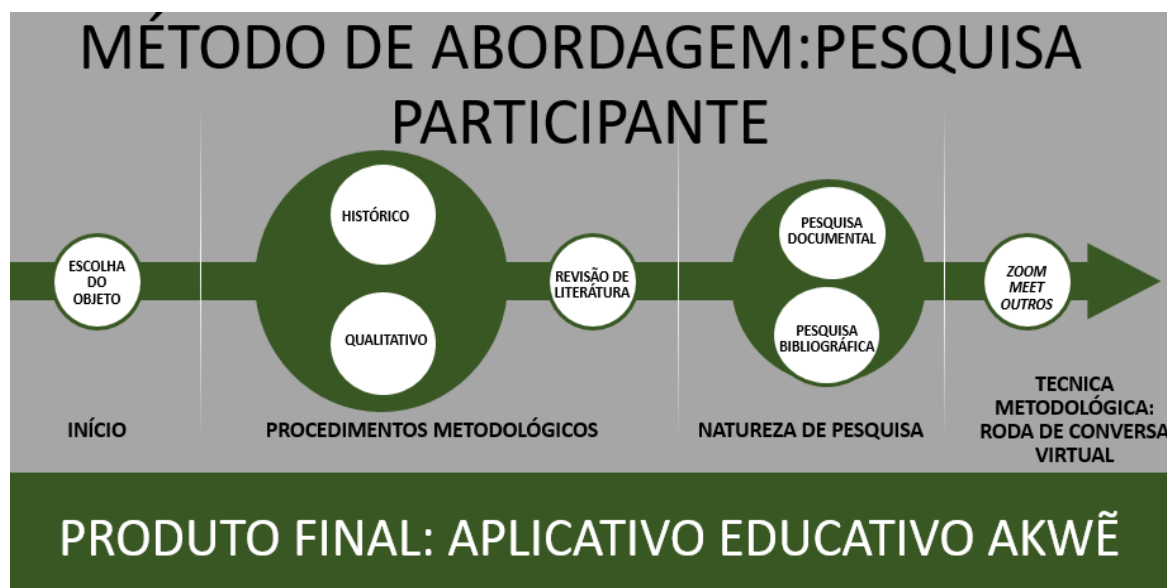 MÉTODO DE ABORDAGEM:PESQUISA
PARTICIPANTE
ESCOLHA
DO
OBJETO
INÍCIO
HISTÓRICO
QUALITATIVO
REVISÃO DE
LITERÁTURA
PROCEDIMENTOS METODOLÓGICOS
PESQUISA
DOCUMENTAL
PESQUISA
BIBLIOGRÁFICA
NATUREZA DE PESQUISA
ZOOM
MEET
OUTROS
TECNICA
METODOLÓGICA:
RODA DE CONVERSA
VIRTUAL
PRODUTO FINAL: APLICATIVO EDUCATIVO AKWẼ